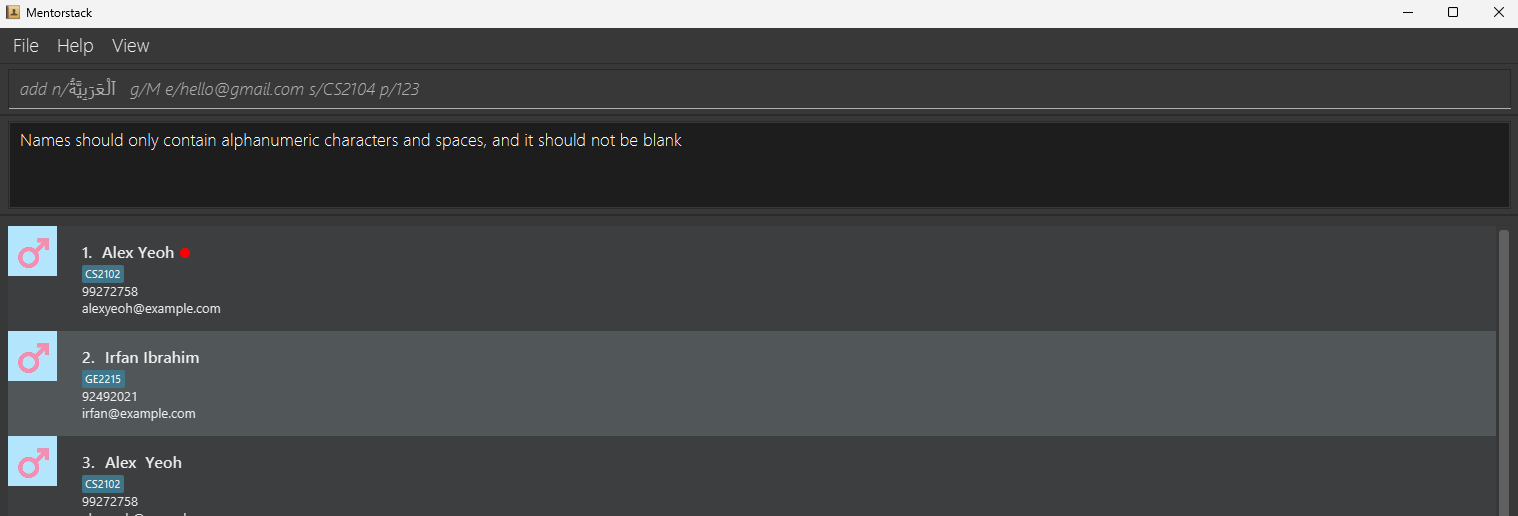 Mentorstack
File Help View
add n/اَلْعَرَبِيَّةُ g/M e/hello@gmail.com s/CS2104 p/123
Names should only contain alphanumeric characters and spaces, and it should not be blank
1. Alex Yeoh
CS2102
99272758
alexyeoh@example.com
2. Irfan Ibrahim
GE2215
92492021
irfan@example.com
3. Alex  Yeoh
CS2102
99272758